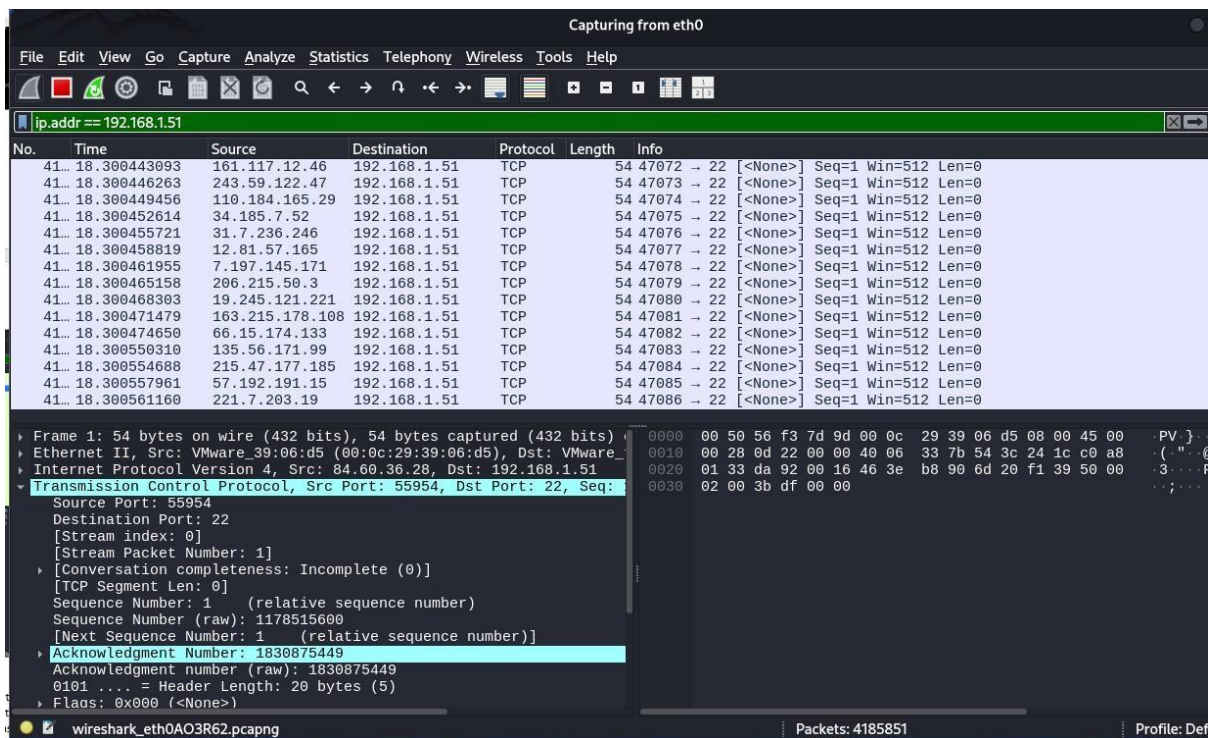 Capturing from eth0
File Edit View Go Capture Analyze Statistics Telephony Wireless Tools Help
ip.addr == 192.168.1.51
No. Time Source Destination Protocol Length Info
41… 18.300443093 161.117.12.46 192.168.1.51 TCP 54 47072 → 22 [<None>] Seq=1 Win=512 Len=0
41… 18.300446263 243.59.122.47 192.168.1.51 TCP 54 47073 → 22 [<None>] Seq=1 Win=512 Len=0
41… 18.300449456 110.184.165.29 192.168.1.51 TCP 54 47074 → 22 [<None>] Seq=1 Win=512 Len=0
41… 18.300452614 34.185.7.52 192.168.1.51 TCP 54 47075 → 22 [<None>] Seq=1 Win=512 Len=0
41… 18.300455721 31.7.236.246 192.168.1.51 TCP 54 47076 → 22 [<None>] Seq=1 Win=512 Len=0
41… 18.300458819 12.81.57.165 192.168.1.51 TCP 54 47077 → 22 [<None>] Seq=1 Win=512 Len=0
41… 18.300461955 7.197.145.171 192.168.1.51 TCP 54 47078 → 22 [<None>] Seq=1 Win=512 Len=0
41… 18.300465158 206.215.50.3 192.168.1.51 TCP 54 47079 → 22 [<None>] Seq=1 Win=512 Len=0
41… 18.300468303 19.245.121.221 192.168.1.51 TCP 54 47080 → 22 [<None>] Seq=1 Win=512 Len=0
41… 18.300471479 163.215.178.108 192.168.1.51 TCP 54 47081 → 22 [<None>] Seq=1 Win=512 Len=0
41… 18.300474650 66.15.174.133 192.168.1.51 TCP 54 47082 → 22 [<None>] Seq=1 Win=512 Len=0
41… 18.300550310 135.56.171.99 192.168.1.51 TCP 54 47083 → 22 [<None>] Seq=1 Win=512 Len=0
41… 18.300554688 215.47.177.185 192.168.1.51 TCP 54 47084 → 22 [<None>] Seq=1 Win=512 Len=0
41… 18.300557961 57.192.191.15 192.168.1.51 TCP 54 47085 → 22 [<None>] Seq=1 Win=512 Len=0
41… 18.300561160 221.7.203.19 192.168.1.51 TCP 54 47086 → 22 [<None>] Seq=1 Win=512 Len=0
Frame 1: 54 bytes on wire (432 bits), 54 bytes captured (432 bits)
Ethernet II, Src: VMware_39:06:d5 (00:0c:29:39:06:d5), Dst: VMware_
Internet Protocol Version 4, Src: 84.60.36.28, Dst: 192.168.1.51
Transmission Control Protocol, Src Port: 55954, Dst Port: 22, Seq:
Source Port: 55954
Destination Port: 22
[Stream index: 0]
[Stream Packet Number: 1]
[Conversation completeness: Incomplete (0)]
[TCP Segment Len: 0]
Sequence Number: 1 (relative sequence number)
Sequence Number (raw): 1178515600
[Next Sequence Number: 1 (relative sequence number)]
Acknowledgment Number: 1830875449
Acknowledgment number (raw): 1830875449
0101 .... = Header Length: 20 bytes (5)
Flags: 0x000 (<None>)
0000 00 50 56 f3 7d 9d 00 0c 29 39 06 d5 08 00 45 00 ·PV·}·
0010 00 28 0d 22 00 00 40 06 33 7b 54 3c 24 1c c0 a8 ·(·"··@
0020 01 33 da 92 00 16 46 3e b8 90 6d 20 f1 39 50 00 ·3····F
0030 02 00 3b df 00 00 ··;···
wireshark_eth0AO3R62.pcapng
Packets: 4185851
Profile: Def